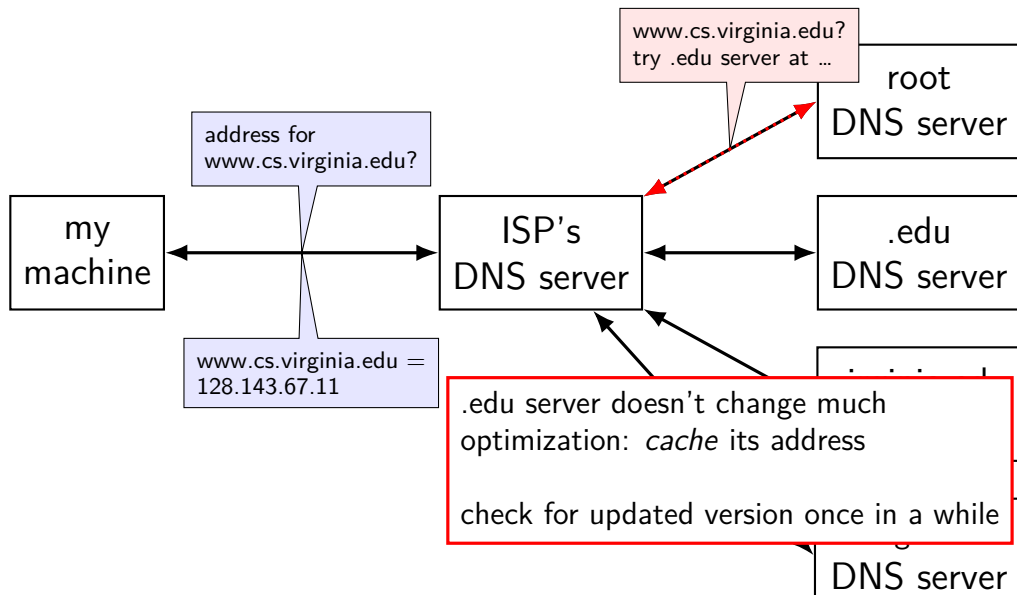 www.cs.virginia.edu?
try .edu server at ...
root
DNS server
address for
www.cs.virginia.edu?
my
machine
ISP's
DNS server
.edu
DNS server
www.cs.virginia.edu =
128.143.67.11
.edu server doesn't change much
optimization: cache its address
check for updated version once in a while
DNS server